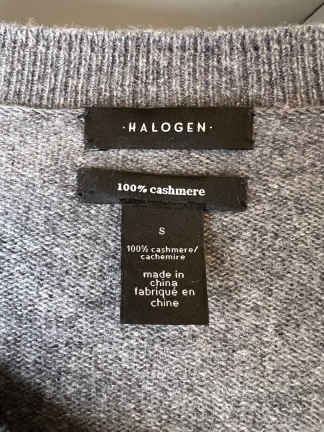 ·HALOGEN·
100% cashmere
S
100% cashmere/
cachemire
made in
china
fabriqué en
chine